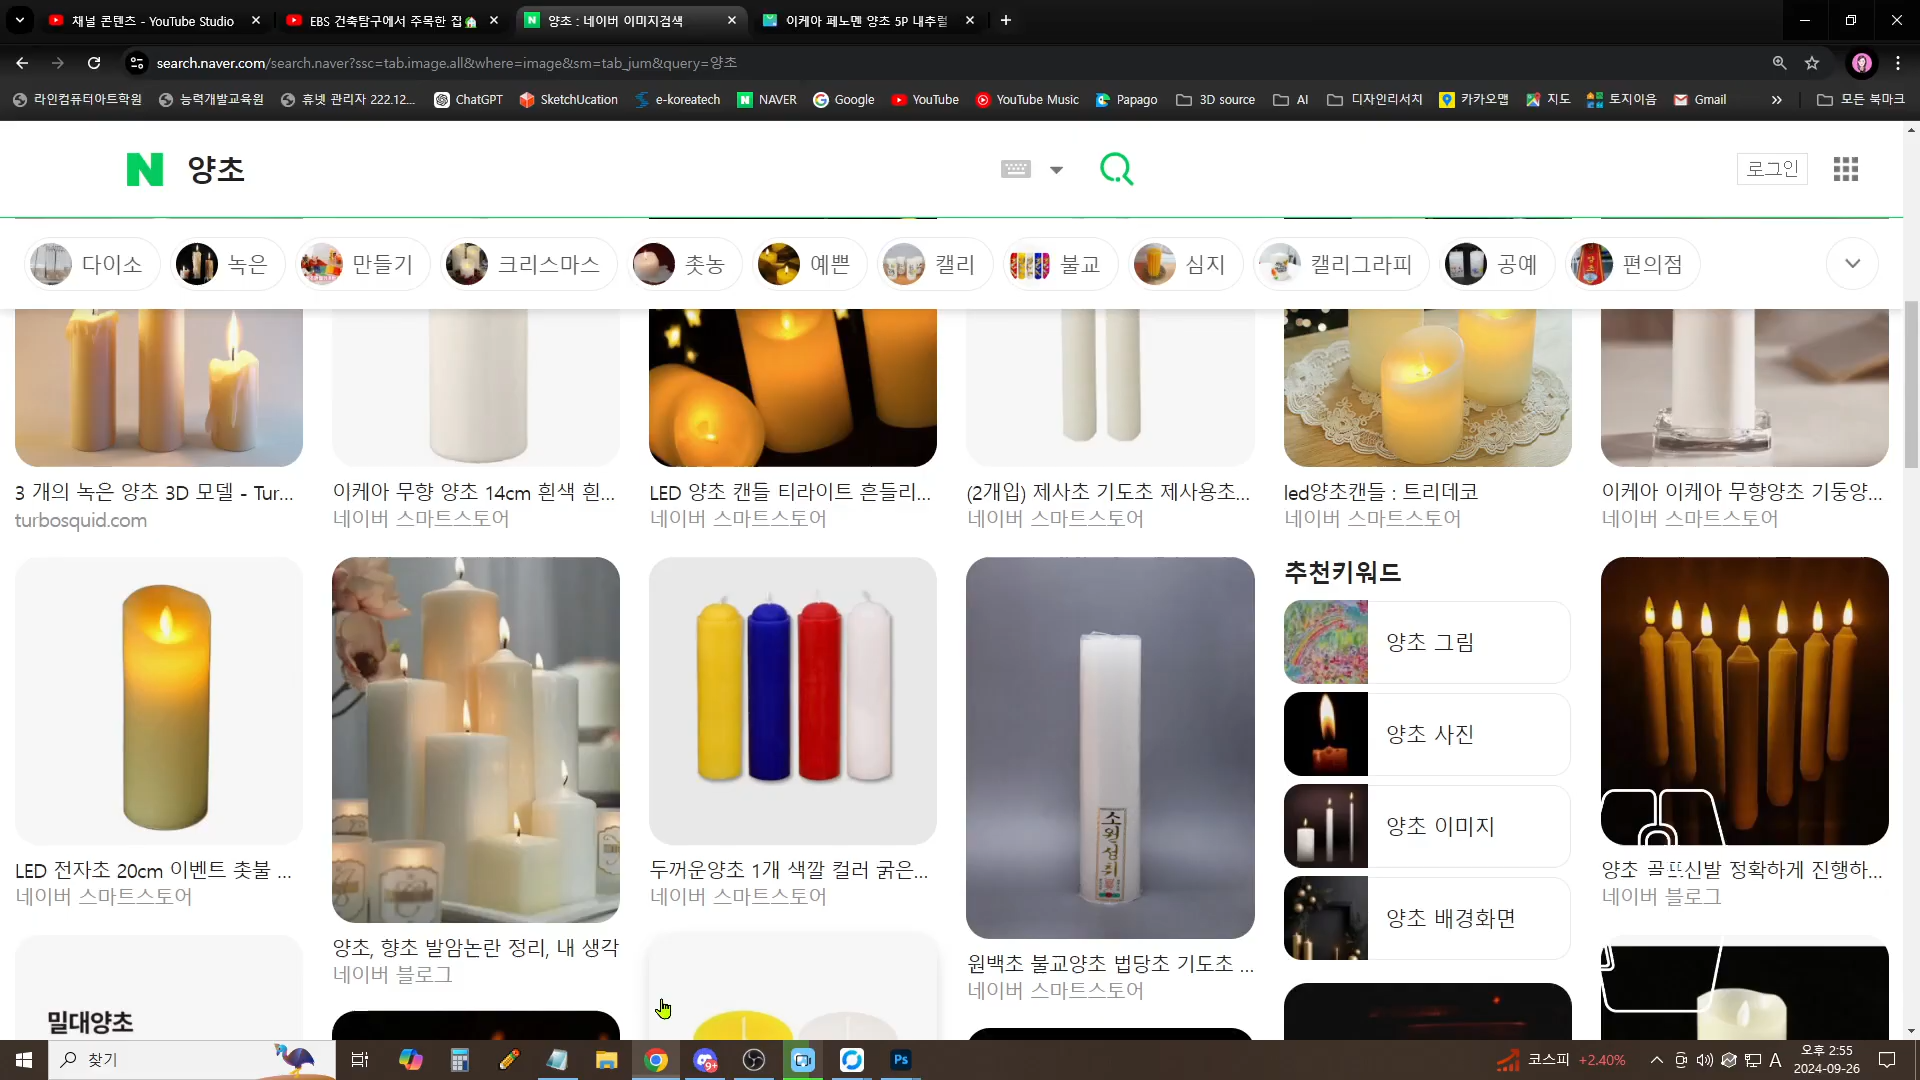 채널 콘텐츠 - YouTube Studio
EBS 건축탐구에서 주목한 집
양초 : 네이버 이미지검색
이케아 페노멘 양초 5P 내추럴
search.naver.com/search.naver?ssc=tab.image.all&where=image&sm=tab_jum&query=양초
라인컴퓨터아트학원
능력개발교육원
휴넷 관리자 222.12...
ChatGPT
SketchUcation
e-koreatech
NAVER
Google
YouTube
YouTube Music
Papago
3D source
AI
디자인리서치
카카오맵
지도
토지이음
Gmail
모든 북마크
N 양초
로그인
다이소
녹은
만들기
크리스마스
촛농
예쁜
캘리
불교
심지
캘리그라피
공예
편의점
3 개의 녹은 양초 3D 모델 - Tur...
turbosquid.com
이케아 무향 양초 14cm 흰색 흰...
네이버 스마트스토어
LED 양초 캔들 티라이트 흔들리...
네이버 스마트스토어
(2개입) 제사초 기도초 제사용초...
네이버 스마트스토어
led양초캔들 : 트리데코
네이버 스마트스토어
이케아 이케아 무향양초 기둥양...
네이버 스마트스토어
추천키워드
양초 그림
양초 사진
양초 이미지
양초 배경화면
소원성취
LED 전자초 20cm 이벤트 촛불 ...
네이버 스마트스토어
양초, 향초 발암논란 정리, 내 생각
네이버 블로그
두꺼운양초 1개 색깔 컬러 굵은...
네이버 스마트스토어
원백초 불교양초 법당초 기도초 ...
네이버 스마트스토어
양초 골프신발 정확하게 진행하...
네이버 블로그
밀대양초
찾기
9+
Ps
코스피 +2.40%
A
오후 2:55
2024-09-26